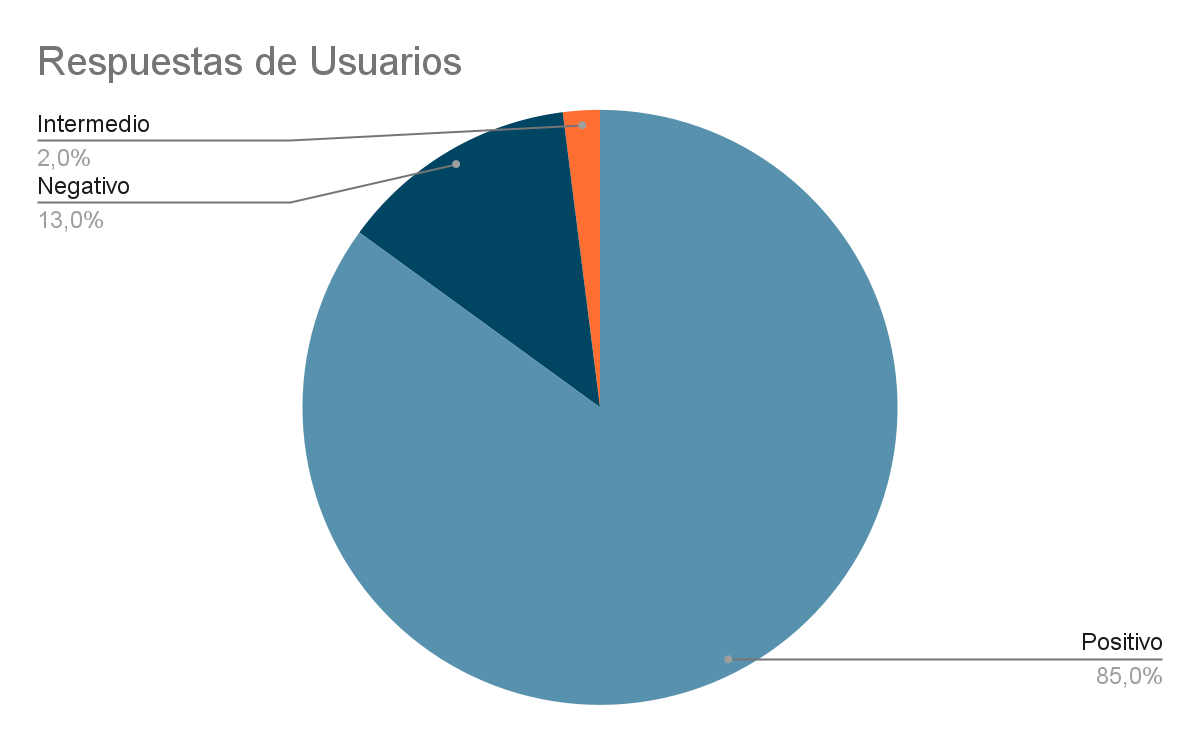 Respuestas de Usuarios
Intermedio
2,0%
Negativo
13,0%
Positivo
85,0%